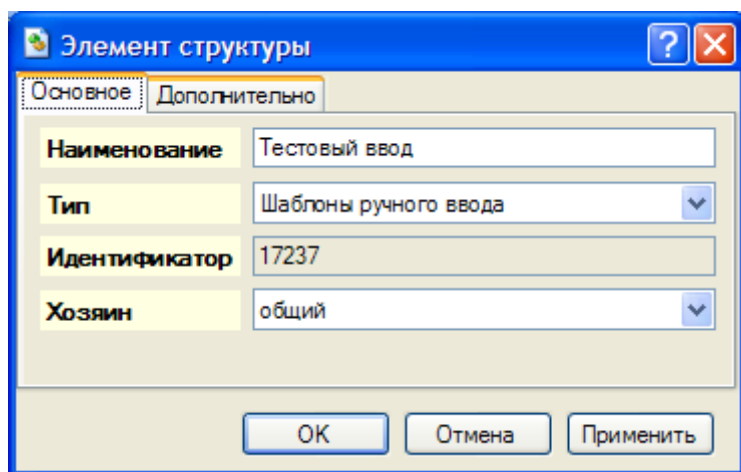 Элемент структуры
Основное Дополнительно
Наименование Тестовый ввод
Тип Шаблоны ручного ввода
Идентификатор 17237
Хозяин общий
OK Отмена Применить